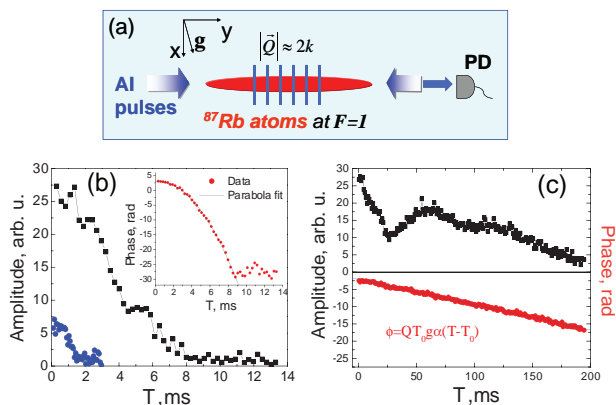 (a)
y
x
g
|Q⃗|≈2k
PD
AI
pulses
⁸⁷Rb atoms at F=1
(b)
Amplitude, arb. u.
30
25
20
15
10
5
0
0 2 4 6 8 10 12 14
T,ms
Phase, rad
5
0
-5
-10
-15
-20
-25
-30
0 2 4 6 8 10 12 14
T, ms
Data
Parabola fit
(c)
Amplitude, arb. u.
30
25
20
15
10
5
0
-5
-10
-15
-20
-25
0 50 100 150 200
T,ms
Phase, rad
ϕ=QT₀gα(T-T₀)